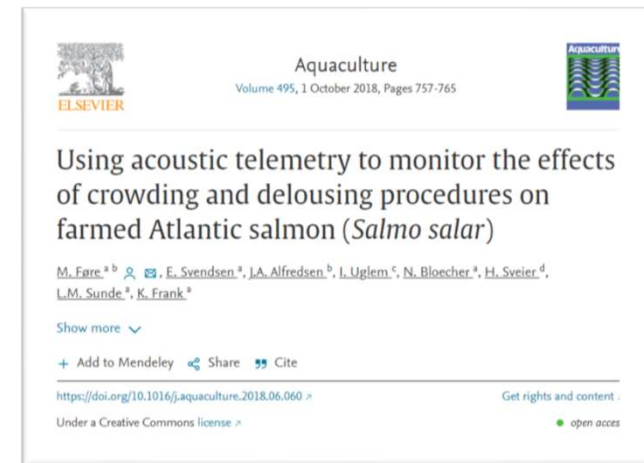 Aquaculture
ELSEVIER
Aquaculture
Volume 495, 1 October 2018, Pages 757-765
Using acoustic telemetry to monitor the effects
of crowding and delousing procedures on
farmed Atlantic salmon (Salmo salar)
M. Føre a b, E. Svendsen a, J.A. Alfredsen b, I. Uglem c, N. Bloecher a, H. Sveier d,
L.M. Sunde a, K. Frank a
Show more
+ Add to Mendeley Share Cite
https://doi.org/10.1016/j.aquaculture.2018.06.060 Get rights and content
Under a Creative Commons license open acces